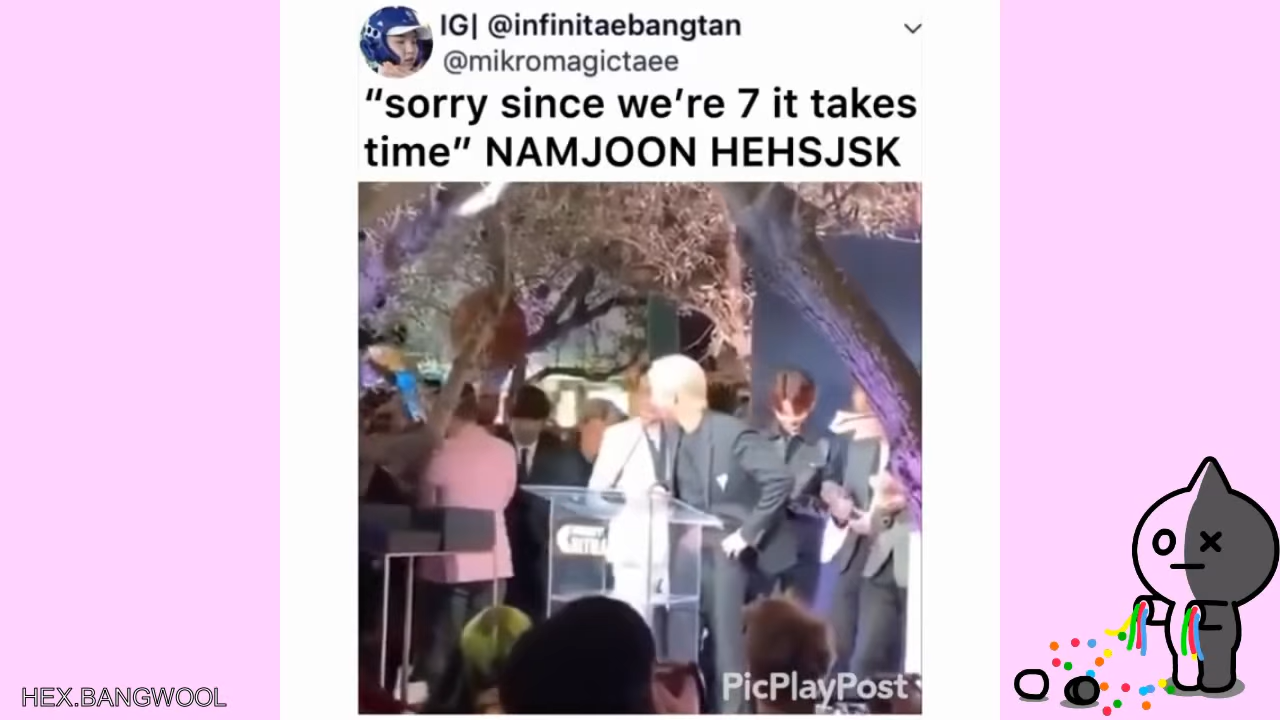 IG| @infinitaebangtan
@mikromagictaee
“sorry since we’re 7 it takes
time” NAMJOON HEHSJSK
PicPlayPost
HEX.BANGWOOL